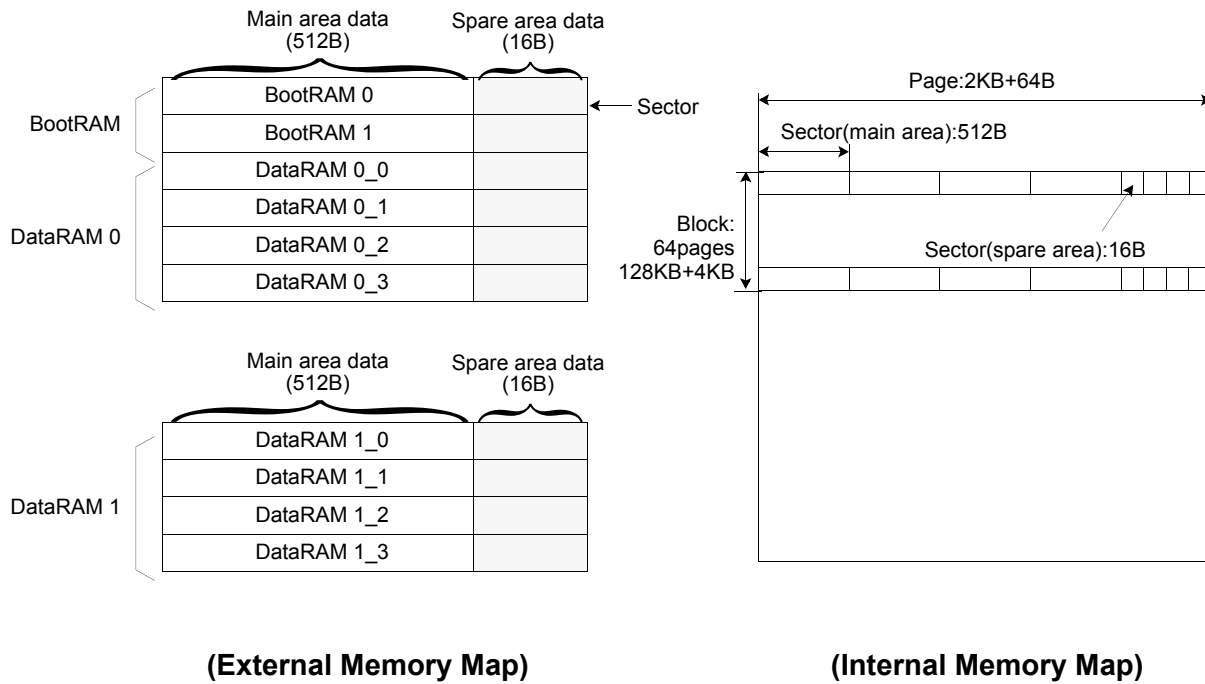 Main area data
(512B)
Spare area data
(16B)
BootRAM
BootRAM 0
BootRAM 1
Sector
DataRAM 0
DataRAM 0_0
DataRAM 0_1
DataRAM 0_2
DataRAM 0_3
Main area data
(512B)
Spare area data
(16B)
DataRAM 1
DataRAM 1_0
DataRAM 1_1
DataRAM 1_2
DataRAM 1_3
(External Memory Map)
Page:2KB+64B
Sector(main area):512B
Block:
64pages
128KB+4KB
Sector(spare area):16B
(Internal Memory Map)